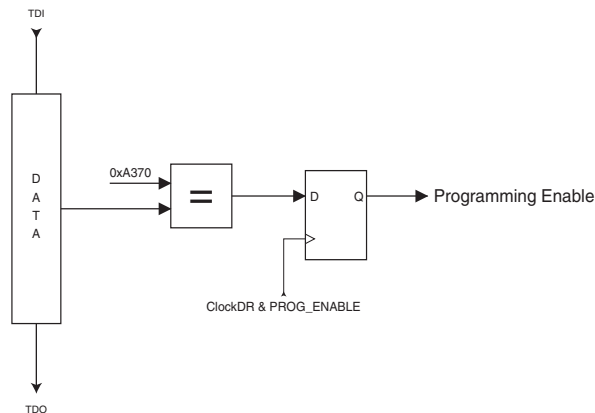 TDI
D
A
T
A
0xA370
=
D
Q
Programming Enable
ClockDR & PROG_ENABLE
TDO